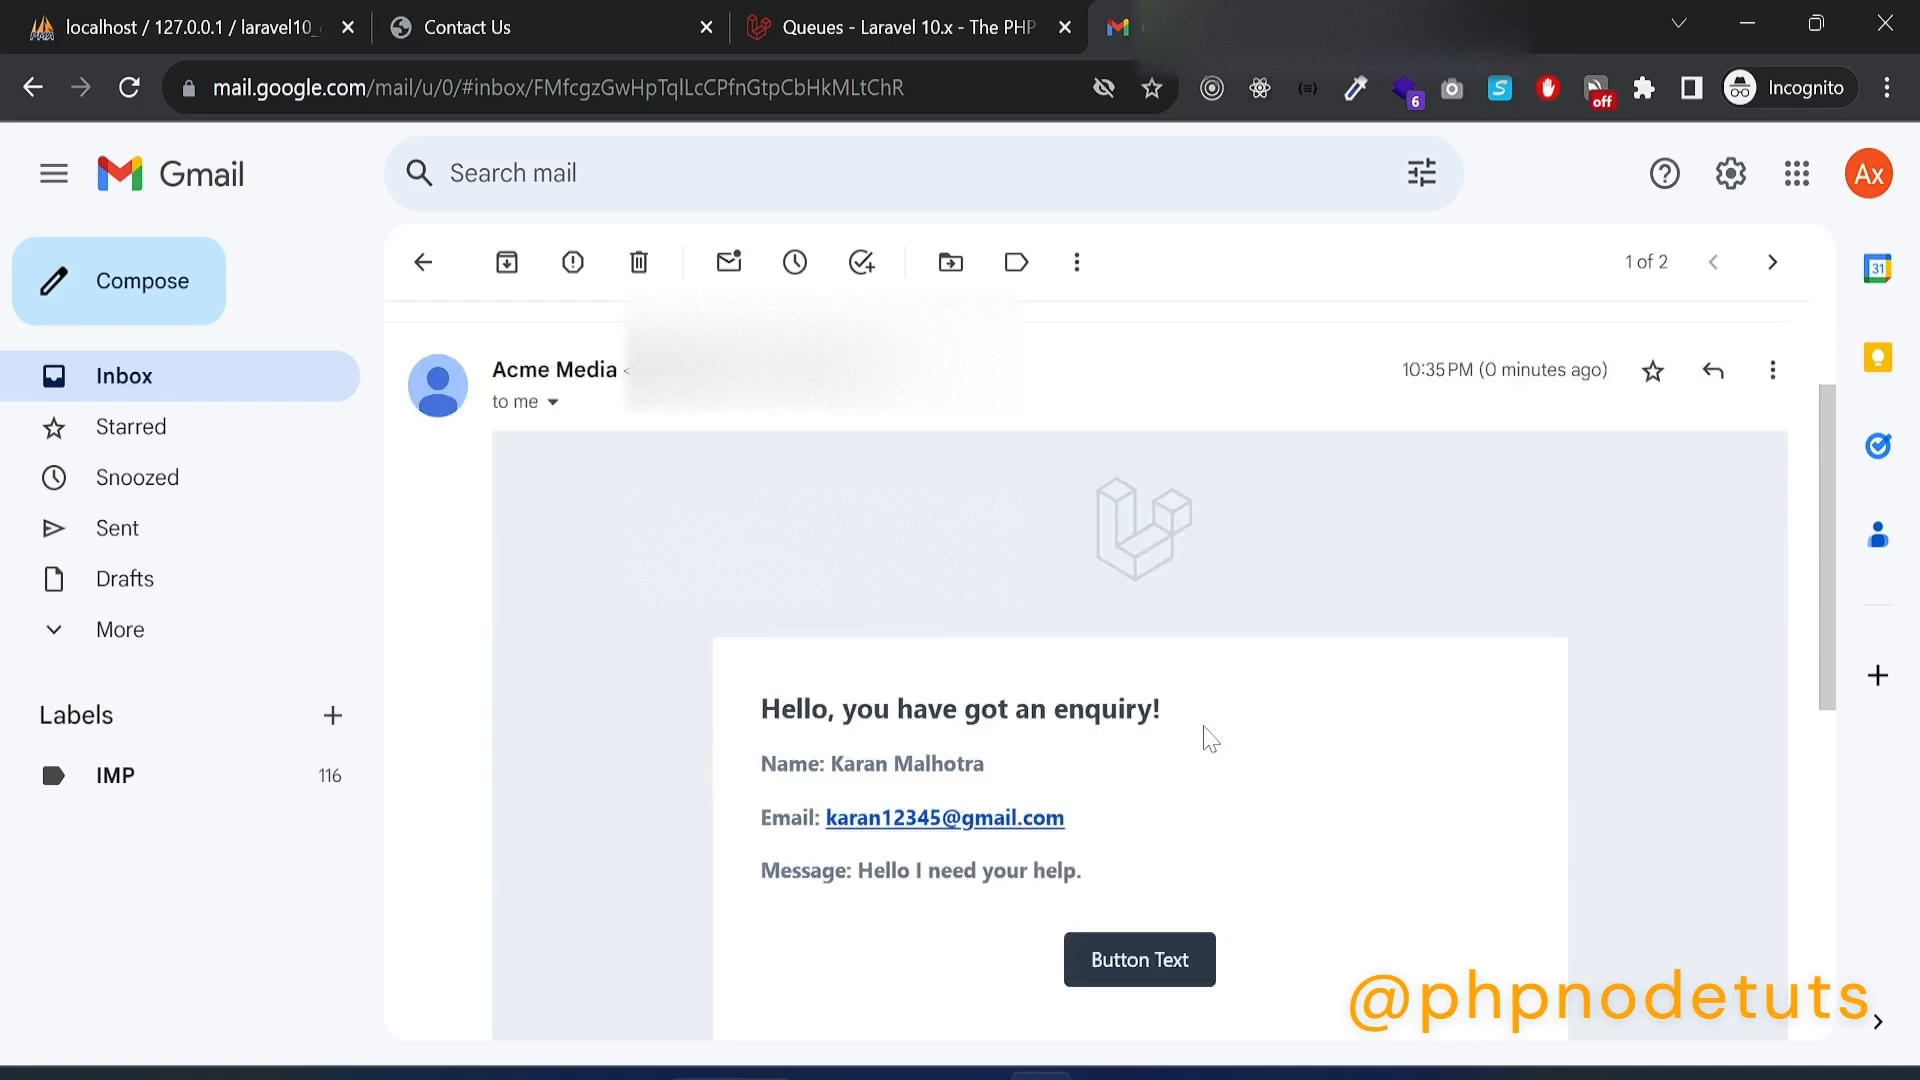 localhost / 127.0.0.1 / laravel10_
Contact Us
Queues - Laravel 10.x - The PHP
mail.google.com/mail/u/0/#inbox/FMfcgzGwHpTqlLcCPfnGtpCbHkMLtChR
6
off
Incognito
Gmail
Search mail
Ax
Compose
1 of 2
31
Inbox
Acme Media <
10:35 PM (0 minutes ago)
to me
Starred
Snoozed
Sent
Drafts
More
Hello, you have got an enquiry!
Labels
Name: Karan Malhotra
IMP 116
Email: karan12345@gmail.com
Message: Hello I need your help.
Button Text
@phpnodetuts